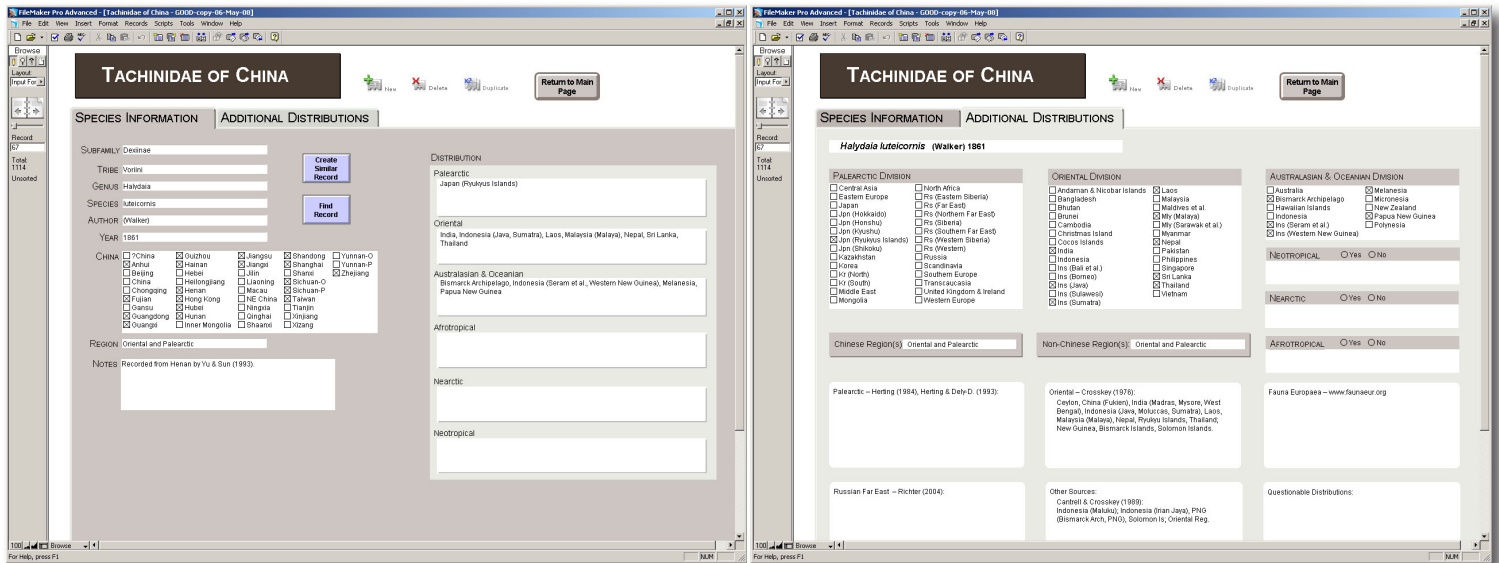 FileMaker Pro Advanced - [Tachinidae of China - GOOD-copy-06-May-08]
File Edit View Insert Format Records Scripts Tools Window Help
Browse
Layout:
Input For
Record:
67
Total:
1114
Unsorted
TACHINIDAE OF CHINA
New
Delete
Duplicate
Return to Main
Page
SPECIES INFORMATION
ADDITIONAL DISTRIBUTIONS
SUBFAMILY Dexiinae
TRIBE Voriini
GENUS Halydaia
SPECIES luteicornis
AUTHOR (Walker)
YEAR 1861
Create
Similar
Record
Find
Record
CHINA
?China
Anhui
Beijing
China
Chongqing
Fujian
Gansu
Guangdong
Guangxi
Guizhou
Hainan
Hebei
Heilongjiang
Henan
Hong Kong
Hubei
Hunan
Inner Mongolia
Jiangsu
Jiangxi
Jilin
Liaoning
Macau
NE China
Ningxia
Qinghai
Shaanxi
Shandong
Shanghai
Shanxi
Sichuan-O
Sichuan-P
Taiwan
Tianjin
Xinjiang
Xizang
Yunnan-O
Yunnan-P
Zhejiang
REGION Oriental and Palearctic
NOTES Recorded from Henan by Yu & Sun (1993).
DISTRIBUTION
Palearctic
Japan (Ryukyus Islands)
Oriental
India, Indonesia (Java, Sumatra), Laos, Malaysia (Malaya), Nepal, Sri Lanka,
Thailand
Australasian & Oceanian
Bismarck Archipelago, Indonesia (Seram et al., Western New Guinea), Melanesia,
Papua New Guinea
Afrotropical
Nearctic
Neotropical
100
Browse
For Help, press F1
NUM
FileMaker Pro Advanced - [Tachinidae of China - GOOD-copy-06-May-08]
File Edit View Insert Format Records Scripts Tools Window Help
Browse
Layout:
Input For
Record:
67
Total:
1114
Unsorted
TACHINIDAE OF CHINA
New
Delete
Duplicate
Return to Main
Page
SPECIES INFORMATION
ADDITIONAL DISTRIBUTIONS
Halydaia luteicornis (Walker) 1861
PALEARCTIC DIVISION
Central Asia
Eastern Europe
Japan
Jpn (Hokkaido)
Jpn (Honshu)
Jpn (Kyushu)
Jpn (Ryukyus Islands)
Jpn (Shikoku)
Kazakhstan
Korea
Kr (North)
Kr (South)
Middle East
Mongolia
North Africa
Rs (Eastern Siberia)
Rs (Far East)
Rs (Northern Far East)
Rs (Siberia)
Rs (Southern Far East)
Rs (Western Siberia)
Rs (Western)
Russia
Scandinavia
Southern Europe
Transcaucasia
United Kingdom & Ireland
Western Europe
ORIENTAL DIVISION
Andaman & Nicobar Islands
Bangladesh
Bhutan
Brunei
Cambodia
Christmas Island
Cocos Islands
India
Indonesia
Ins (Bali et al.)
Ins (Borneo)
Ins (Java)
Ins (Sulawesi)
Ins (Sumatra)
Laos
Malaysia
Maldives et al.
Mly (Malaya)
Mly (Sarawak et al.)
Myanmar
Nepal
Pakistan
Philippines
Singapore
Sri Lanka
Thailand
Vietnam
AUSTRALASIAN & OCEANIAN DIVISION
Australia
Bismarck Archipelago
Hawaiian Islands
Indonesia
Ins (Seram et al.)
Ins (Western New Guinea)
Melanesia
Micronesia
New Zealand
Papua New Guinea
Polynesia
NEOTROPICAL Yes No
NEARCTIC Yes No
AFROTROPICAL Yes No
Chinese Region(s) Oriental and Palearctic
Non-Chinese Region(s): Oriental and Palearctic
Palearctic – Herting (1984), Herting & Dely-D. (1993):
Oriental – Crosskey (1976):
Ceylon, China (Fukien), India (Madras, Mysore, West
Bengal), Indonesia (Java, Moluccas, Sumatra), Laos,
Malaysia (Malaya), Nepal, Ryukyu Islands, Thailand;
New Guinea, Bismarck Islands, Solomon Islands.
Fauna Europaea – www.faunaeur.org
Russian Far East – Richter (2004):
Other Sources:
Cantrell & Crosskey (1989):
Indonesia (Maluku); Indonesia (Irian Jaya), PNG
(Bismarck Arch, PNG), Solomon Is; Oriental Reg.
Questionable Distributions:
100
Browse
For Help, press F1
NUM